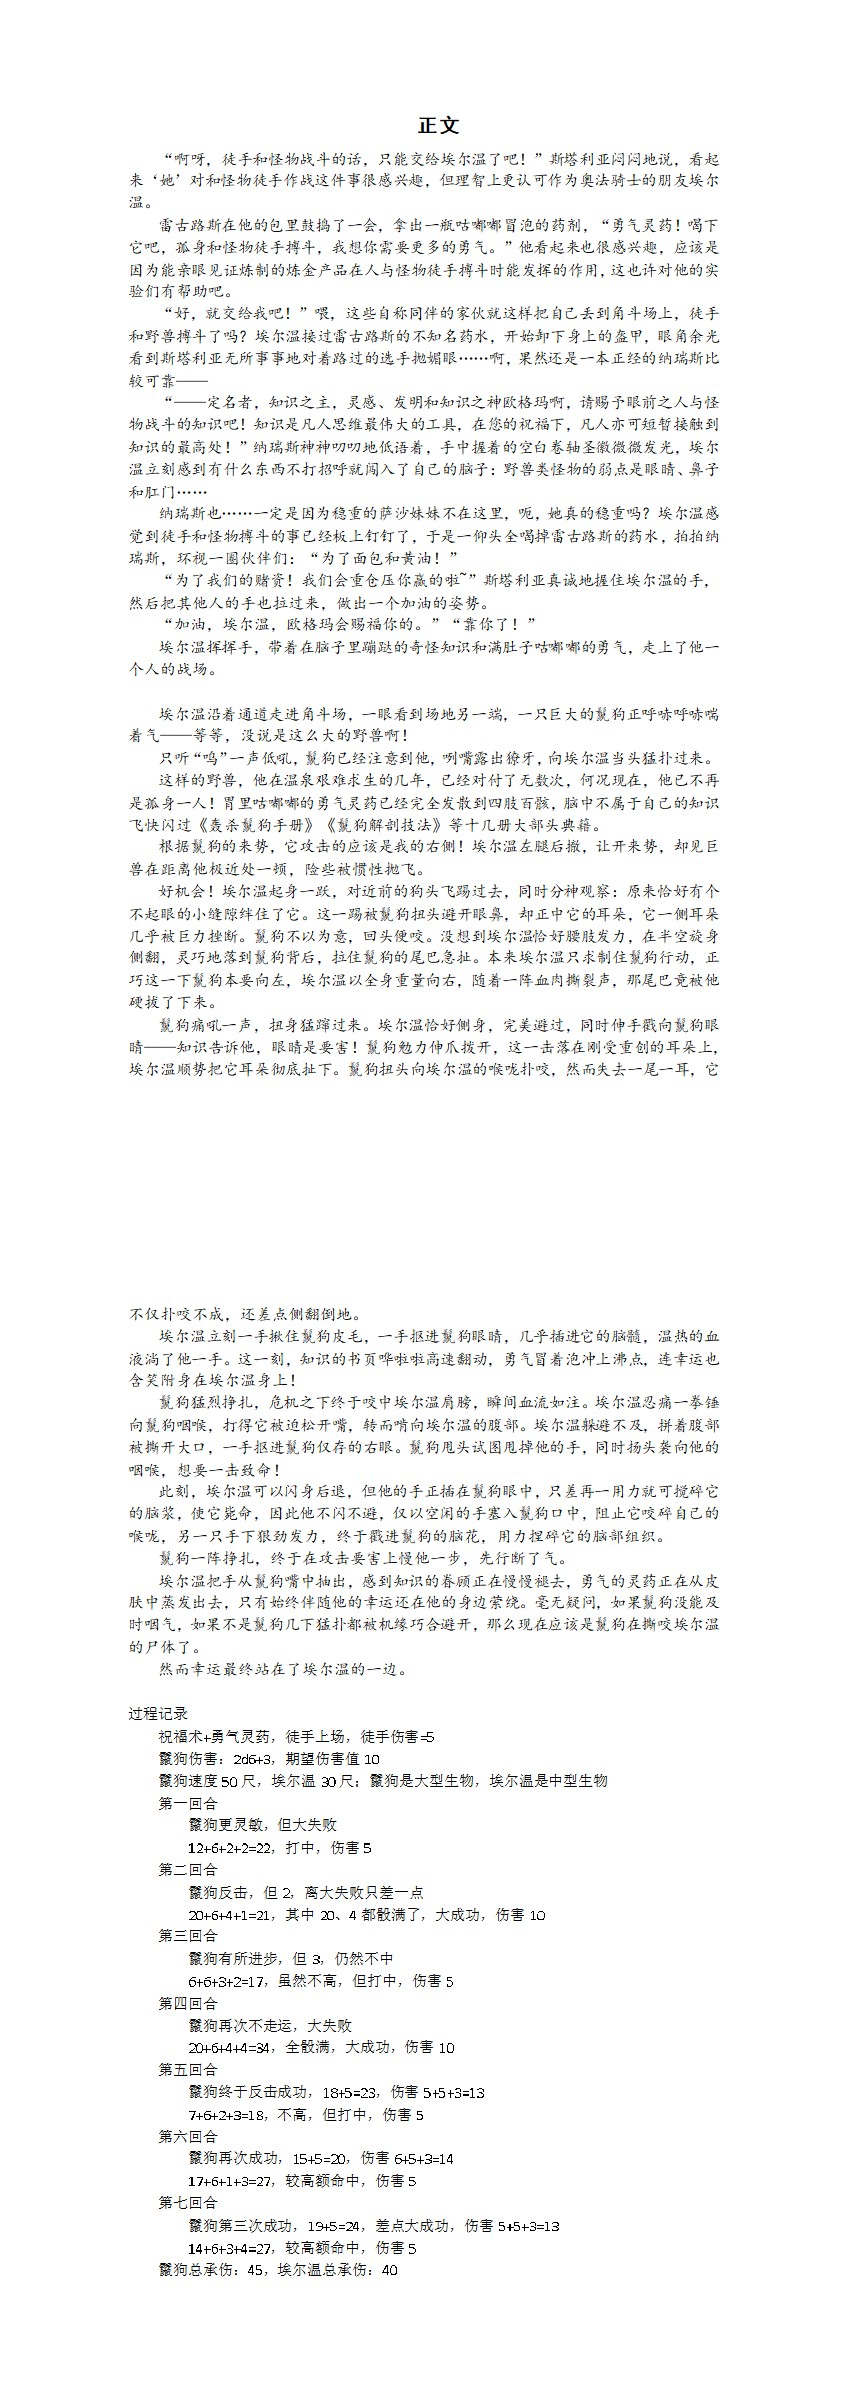 正文
“啊呀，徒手和怪物战斗的话，只能交给埃尔温了吧！”斯塔利亚闷闷地说，看起
来‘她’对和怪物徒手作战这件事很感兴趣，但理智上更认可作为奥法骑士的朋友埃尔
温。
雷古路斯在他的包里鼓捣了一会，拿出一瓶咕嘟嘟冒泡的药剂，“勇气灵药！喝下
它吧，孤身和怪物徒手搏斗，我想你需要更多的勇气。”他看起来也很感兴趣，应该是
因为能亲眼见证炼制的炼金产品在人与怪物徒手搏斗时能发挥的作用，这也许对他的实
验们有帮助吧。
“好，就交给我吧！”喂，这些自称同伴的家伙就这样把自己丢到角斗场上，徒手
和野兽搏斗了吗？埃尔温接过雷古路斯的不知名药水，开始卸下身上的盔甲，眼角余光
看到斯塔利亚无所事事地对着路过的选手抛媚眼……啊，果然还是一本正经的纳瑞斯比
较可靠——
“——定名者，知识之主，灵感、发明和知识之神欧格玛啊，请赐予眼前之人与怪
物战斗的知识吧！知识是凡人思维最伟大的工具，在您的祝福下，凡人亦可短暂接触到
知识的最高处！”纳瑞斯神神叨叨地低语着，手中握着的空白卷轴圣徽微微发光，埃尔
温立刻感到有什么东西不打招呼就闯入了自己的脑子：野兽类怪物的弱点是眼睛、鼻子
和肛门……
纳瑞斯也……一定是因为稳重的萨沙妹妹不在这里，呃，她真的稳重吗？埃尔温感
觉到徒手和怪物搏斗的事已经板上钉钉了，于是一仰头全喝掉雷古路斯的药水，拍拍纳
瑞斯，环视一圈伙伴们：“为了面包和黄油！”
“为了我们的赌资！我们会重仓压你赢的啦~”斯塔利亚真诚地握住埃尔温的手，
然后把其他人的手也拉过来，做出一个加油的姿势。
“加油，埃尔温，欧格玛会赐福你的。”“靠你了！”
埃尔温挥挥手，带着在脑子里蹦跶的奇怪知识和满肚子咕嘟嘟的勇气，走上了他一
个人的战场。
埃尔温沿着通道走进角斗场，一眼看到场地另一端，一只巨大的鬣狗正呼哧呼哧喘
着气——等等，没说是这么大的野兽啊！
只听“呜”一声低吼，鬣狗已经注意到他，咧嘴露出獠牙，向埃尔温当头猛扑过来。
这样的野兽，他在温泉艰难求生的几年，已经对付了无数次，何况现在，他已不再
是孤身一人！胃里咕嘟嘟的勇气灵药已经完全发散到四肢百骸，脑中不属于自己的知识
飞快闪过《轰杀鬣狗手册》《鬣狗解剖技法》等十几册大部头典籍。
根据鬣狗的来势，它攻击的应该是我的右侧！埃尔温左腿后撤，让开来势，却见巨
兽在距离他极近处一顿，险些被惯性抛飞。
好机会！埃尔温起身一跃，对近前的狗头飞踢过去，同时分神观察：原来恰好有个
不起眼的小缝隙绊住了它。这一踢被鬣狗扭头避开眼鼻，却正中它的耳朵，它一侧耳朵
几乎被巨力挫断。鬣狗不以为意，回头便咬。没想到埃尔温恰好腰肢发力，在半空旋身
侧翻，灵巧地落到鬣狗背后，拉住鬣狗的尾巴急扯。本来埃尔温只求制住鬣狗行动，正
巧这一下鬣狗本要向左，埃尔温以全身重量向右，随着一阵血肉撕裂声，那尾巴竟被他
硬拔了下来。
鬣狗痛吼一声，扭身猛蹿过来。埃尔温恰好侧身，完美避过，同时伸手戳向鬣狗眼
睛——知识告诉他，眼睛是要害！鬣狗勉力伸爪拨开，这一击落在刚受重创的耳朵上，
埃尔温顺势把它耳朵彻底扯下。鬣狗扭头向埃尔温的喉咙扑咬，然而失去一尾一耳，它
不仅扑咬不成，还差点侧翻倒地。
埃尔温立刻一手揪住鬣狗皮毛，一手抠进鬣狗眼睛，几乎插进它的脑髓，温热的血
液淌了他一手。这一刻，知识的书页哗啦啦高速翻动，勇气冒着泡冲上沸点，连幸运也
含笑附身在埃尔温身上！
鬣狗猛烈挣扎，危机之下终于咬中埃尔温肩膀，瞬间血流如注。埃尔温忍痛一拳锤
向鬣狗咽喉，打得它被迫松开嘴，转而啃向埃尔温的腹部。埃尔温躲避不及，拼着腹部
被撕开大口，一手抠进鬣狗仅存的右眼。鬣狗甩头试图甩掉他的手，同时扬头袭向他的
咽喉，想要一击致命！
此刻，埃尔温可以闪身后退，但他的手正插在鬣狗眼中，只差再一用力就可搅碎它
的脑浆，使它毙命，因此他不闪不避，仅以空闲的手塞入鬣狗口中，阻止它咬碎自己的
喉咙，另一只手下狠劲发力，终于戳进鬣狗的脑花，用力捏碎它的脑部组织。
鬣狗一阵挣扎，终于在攻击要害上慢他一步，先行断了气。
埃尔温把手从鬣狗嘴中抽出，感到知识的眷顾正在慢慢褪去，勇气的灵药正在从皮
肤中蒸发出去，只有始终伴随他的幸运还在他的身边萦绕。毫无疑问，如果鬣狗没能及
时咽气，如果不是鬣狗几下猛扑都被机缘巧合避开，那么现在应该是鬣狗在撕咬埃尔温
的尸体了。
然而幸运最终站在了埃尔温的一边。
过程记录
祝福术+勇气灵药，徒手上场，徒手伤害=5
鬣狗伤害：2d6+3，期望伤害值 10
鬣狗速度 50 尺，埃尔温 30 尺；鬣狗是大型生物，埃尔温是中型生物
第一回合
鬣狗更灵敏，但大失败
12+6+2+2=22，打中，伤害 5
第二回合
鬣狗反击，但 2，离大失败只差一点
20+6+4+1=21，其中 20、4 都骰满了，大成功，伤害 10
第三回合
鬣狗有所进步，但 3，仍然不中
6+6+3+2=17，虽然不高，但打中，伤害 5
第四回合
鬣狗再次不走运，大失败
20+6+4+4=34，全骰满，大成功，伤害 10
第五回合
鬣狗终于反击成功，18+5=23，伤害 5+5+3=13
7+6+2+3=18，不高，但打中，伤害 5
第六回合
鬣狗再次成功，15+5=20，伤害 6+5+3=14
17+6+1+3=27，较高额命中，伤害 5
第七回合
鬣狗第三次成功，19+5=24，差点大成功，伤害 5+5+3=13
14+6+3+4=27，较高额命中，伤害 5
鬣狗总承伤：45，埃尔温总承伤：40